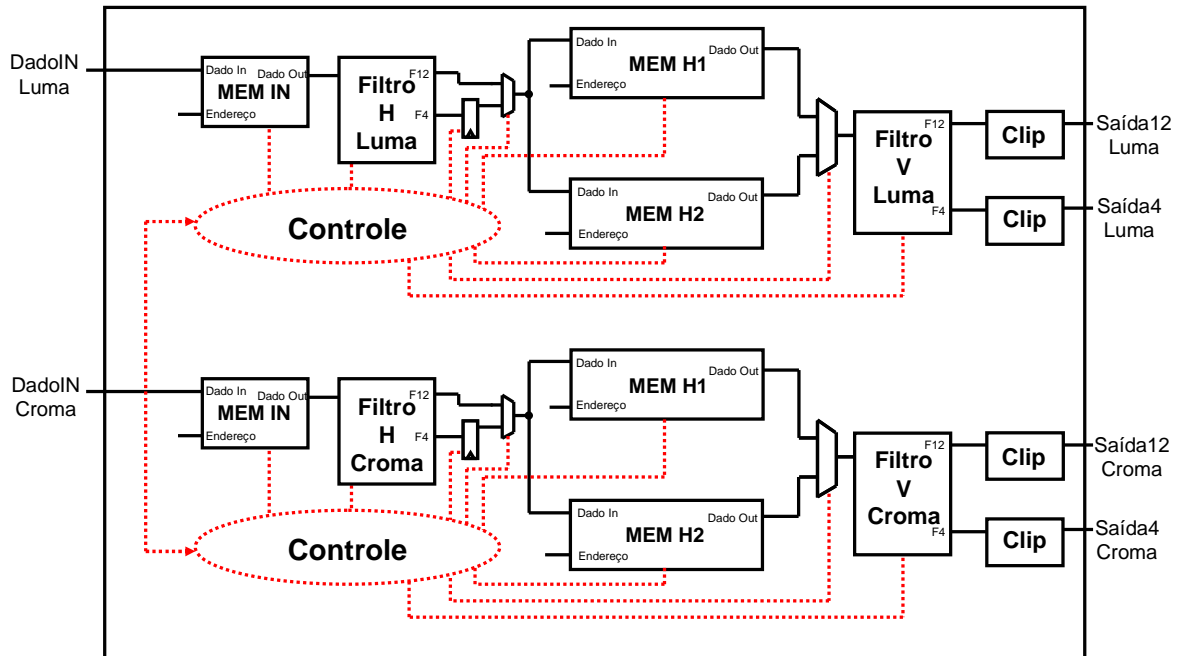 DadoIN
Luma
Dado In
Dado Out
MEM IN
Endereço
Filtro
H
Luma
F12
F4
Dado In
Dado Out
MEM H1
Endereço
Dado In
Dado Out
MEM H2
Endereço
Filtro
V
Luma
F12
F4
Clip
Clip
Saída12
Luma
Saída4
Luma
Controle
DadoIN
Croma
Dado In
Dado Out
MEM IN
Endereço
Filtro
H
Croma
F12
F4
Dado In
Dado Out
MEM H1
Endereço
Dado In
Dado Out
MEM H2
Endereço
Filtro
V
Croma
F12
F4
Clip
Clip
Saída12
Croma
Saída4
Croma
Controle